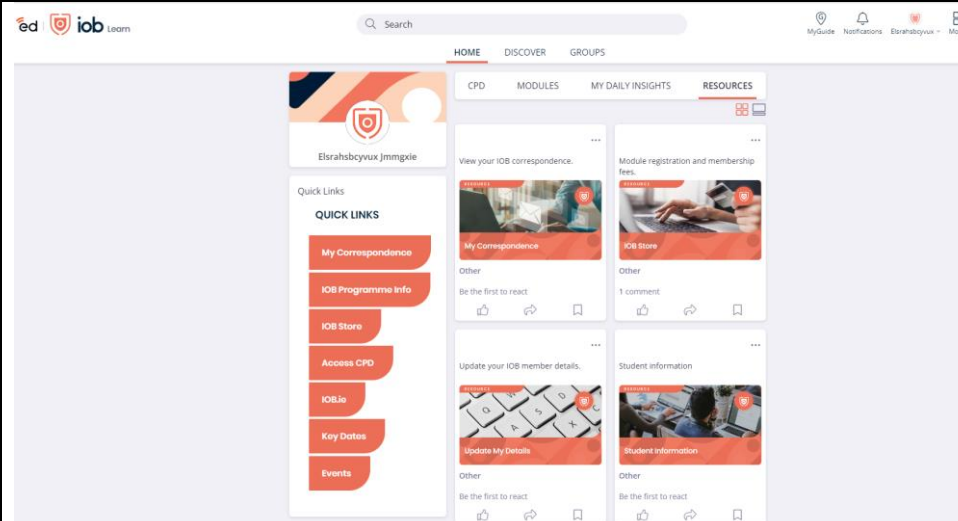 ed iob Learn
Search
MyGuide Notifications Elsrahsbcyvux
HOME DISCOVER GROUPS
Elsrahsbcyvux Jmmgxie
Quick Links
QUICK LINKS
My Correspondence
IOB Programme Info
IOB Store
Access CPD
IOB.ie
Key Dates
Events
CPD MODULES MY DAILY INSIGHTS RESOURCES
View your IOB correspondence.
RESOURCE
My Correspondence
Other
Be the first to react
Module registration and membership
fees.
RESOURCE
IOB Store
Other
1 comment
Update your IOB member details.
RESOURCE
Q W A S D
Update My Details
Other
Be the first to react
Student information
RESOURCE
Student Information
Other
Be the first to react